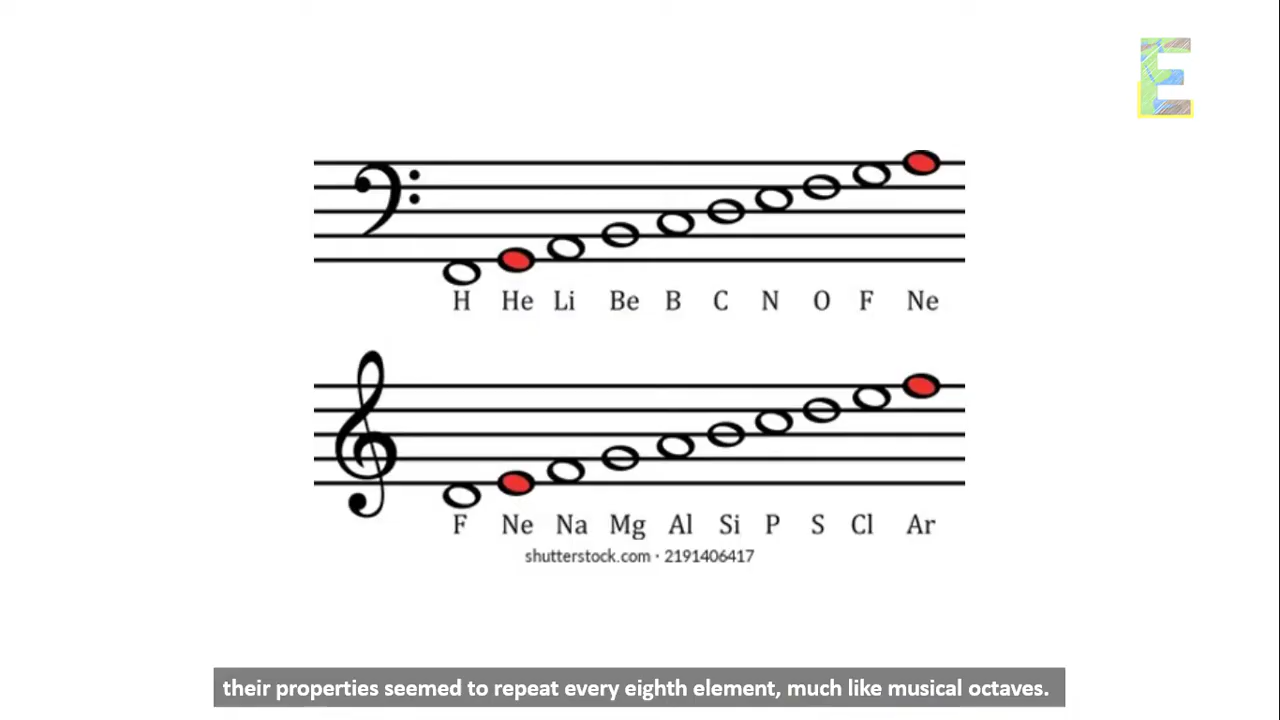 E
H He Li Be B C N O F Ne
F Ne Na Mg Al Si P S Cl Ar
shutterstock.com · 2191406417
their properties seemed to repeat every eighth element, much like musical octaves.